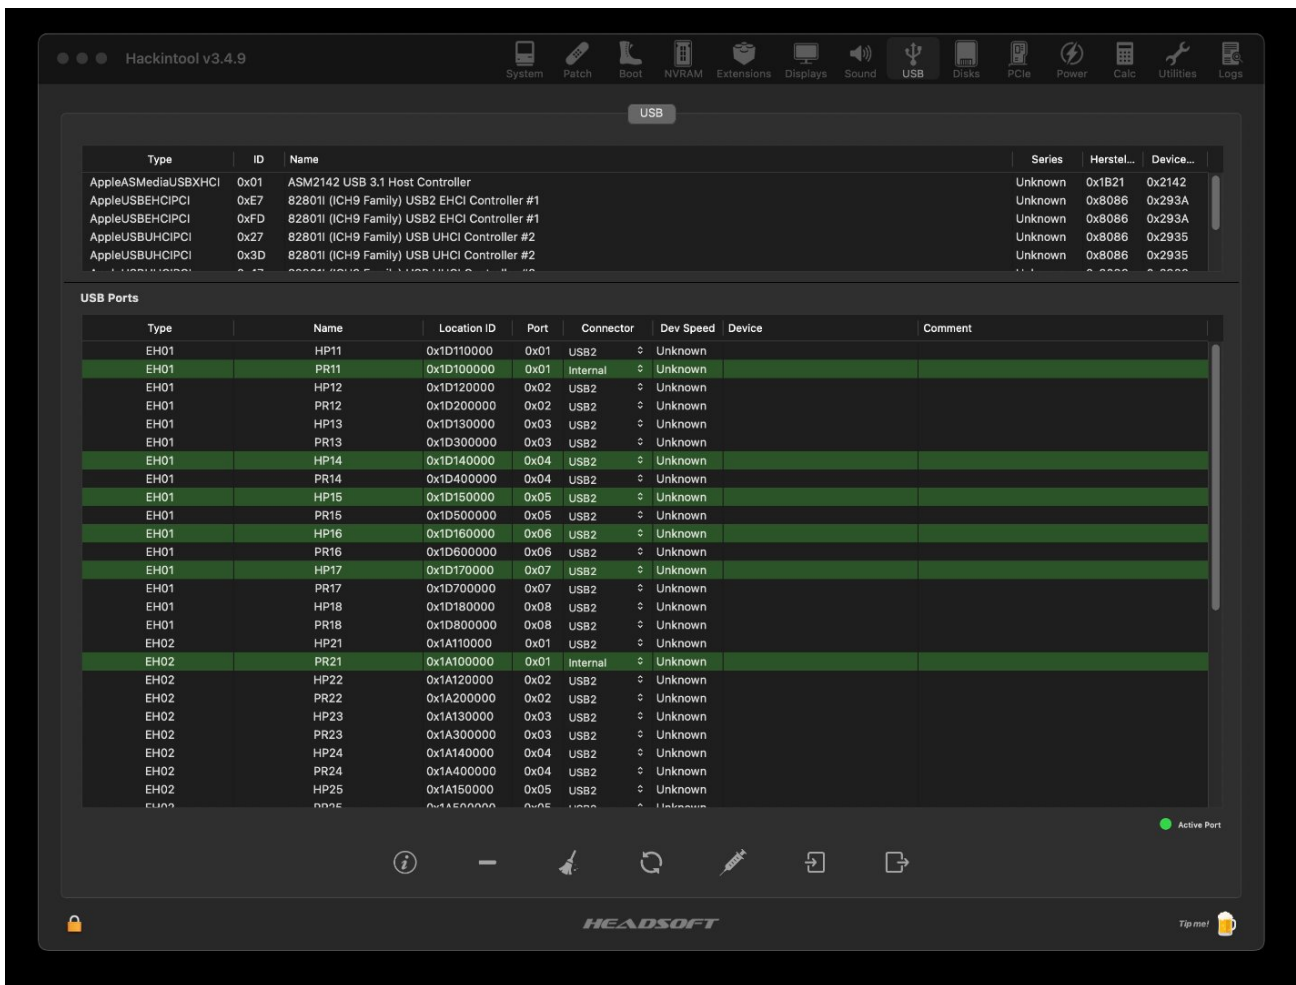 Hackintool v3.4.9
System Patch Boot NVRAM Extensions Displays Sound USB Disks PCIe Power Calc Utilities Logs
USB
Type ID Name Series Herstel... Device...
AppleASMediaUSBXHCI 0x01 ASM2142 USB 3.1 Host Controller Unknown 0x1B21 0x2142
AppleUSBEHCIPCI 0xE7 82801I (ICH9 Family) USB2 EHCI Controller #1 Unknown 0x8086 0x293A
AppleUSBEHCIPCI 0xFD 82801I (ICH9 Family) USB2 EHCI Controller #1 Unknown 0x8086 0x293A
AppleUSBUHCIPCI 0x27 82801I (ICH9 Family) USB UHCI Controller #2 Unknown 0x8086 0x2935
AppleUSBUHCIPCI 0x3D 82801I (ICH9 Family) USB UHCI Controller #2 Unknown 0x8086 0x2935
USB Ports
Type Name Location ID Port Connector Dev Speed Device Comment
EH01 HP11 0x1D110000 0x01 USB2 Unknown
EH01 PR11 0x1D100000 0x01 Internal Unknown
EH01 HP12 0x1D120000 0x02 USB2 Unknown
EH01 PR12 0x1D200000 0x02 USB2 Unknown
EH01 HP13 0x1D130000 0x03 USB2 Unknown
EH01 PR13 0x1D300000 0x03 USB2 Unknown
EH01 HP14 0x1D140000 0x04 USB2 Unknown
EH01 PR14 0x1D400000 0x04 USB2 Unknown
EH01 HP15 0x1D150000 0x05 USB2 Unknown
EH01 PR15 0x1D500000 0x05 USB2 Unknown
EH01 HP16 0x1D160000 0x06 USB2 Unknown
EH01 PR16 0x1D600000 0x06 USB2 Unknown
EH01 HP17 0x1D170000 0x07 USB2 Unknown
EH01 PR17 0x1D700000 0x07 USB2 Unknown
EH01 HP18 0x1D180000 0x08 USB2 Unknown
EH01 PR18 0x1D800000 0x08 USB2 Unknown
EH02 HP21 0x1A110000 0x01 USB2 Unknown
EH02 PR21 0x1A100000 0x01 Internal Unknown
EH02 HP22 0x1A120000 0x02 USB2 Unknown
EH02 PR22 0x1A200000 0x02 USB2 Unknown
EH02 HP23 0x1A130000 0x03 USB2 Unknown
EH02 PR23 0x1A300000 0x03 USB2 Unknown
EH02 HP24 0x1A140000 0x04 USB2 Unknown
EH02 PR24 0x1A400000 0x04 USB2 Unknown
EH02 HP25 0x1A150000 0x05 USB2 Unknown
Active Port
HEADSOFT
Tip me!